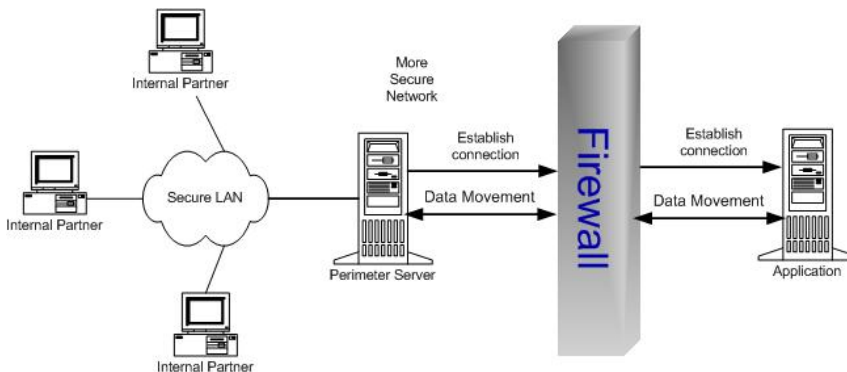 Internal Partner
More
Secure
Network
Internal Partner
Secure LAN
Establish
connection
Data Movement
Perimeter Server
Firewall
Establish
connection
Data Movement
Application
Internal Partner